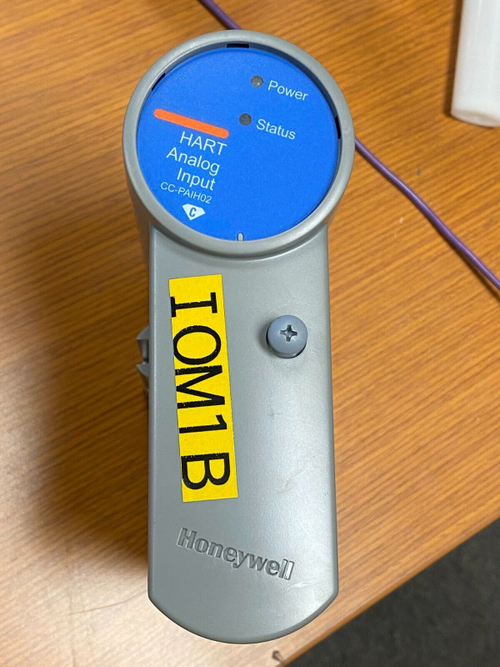 Power
Status
HART
Analog
Input
CC-PAIH02
C
IOM1B
Honeywell